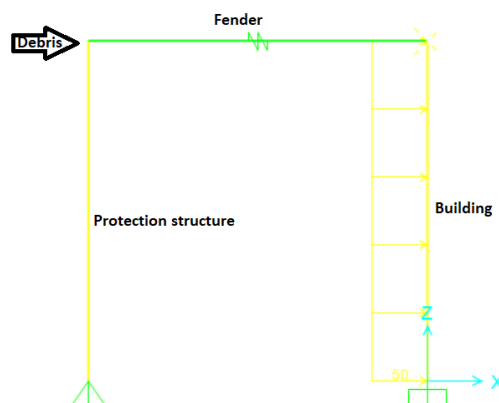 Fender
Debris
Protection structure
Building
Z
50
X